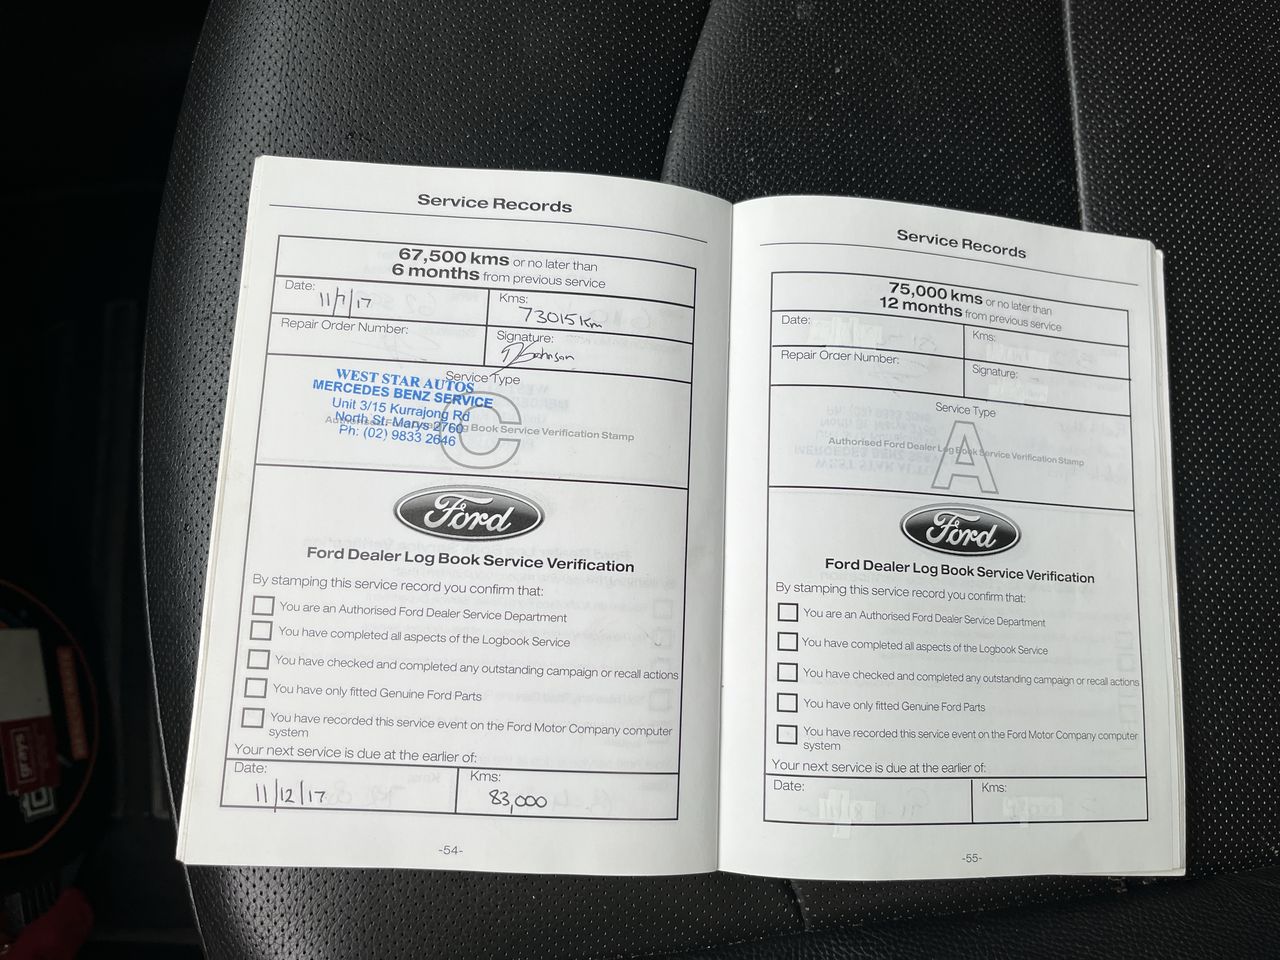 Service Records
67,500 kms or no later than
6 months from previous service
Date:
11/7/17
Kms:
73015 km
Repair Order Number:
Signature:
Service Type
WEST STAR AUTOS
MERCEDES BENZ SERVICE
Unit 3/15 Kurrajong Rd
North St. Marys 2760
Ph: (02) 9833 2646
C
Book Service Verification Stamp
Ford
Ford Dealer Log Book Service Verification
By stamping this service record you confirm that:
You are an Authorised Ford Dealer Service Department
You have completed all aspects of the Logbook Service
You have checked and completed any outstanding campaign or recall actions
You have only fitted Genuine Ford Parts
You have recorded this service event on the Ford Motor Company computer
system
Your next service is due at the earlier of:
Date:
11/12/17
Kms:
83,000
-54-
Service Records
75,000 kms or no later than
12 months from previous service
Date:
Kms:
Repair Order Number:
Signature:
Service Type
A
Authorised Ford Dealer Log Book Service Verification Stamp
Ford
Ford Dealer Log Book Service Verification
By stamping this service record you confirm that:
You are an Authorised Ford Dealer Service Department
You have completed all aspects of the Logbook Service
You have checked and completed any outstanding campaign or recall actions
You have only fitted Genuine Ford Parts
You have recorded this service event on the Ford Motor Company computer
system
Your next service is due at the earlier of:
Date:
Kms:
-55-
grays